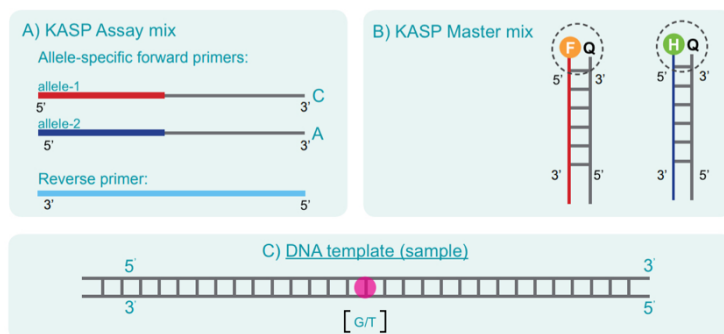 A) KASP Assay mix
Allele-specific forward primers:
allele-1
C
5' 3'
allele-2
A
5' 3'
Reverse primer:
3' 5'
B) KASP Master mix
F Q
5' 3'
3' 5'
H Q
5' 3'
3' 5'
C) DNA template (sample)
5' 3'
3' 5'
[G/T]